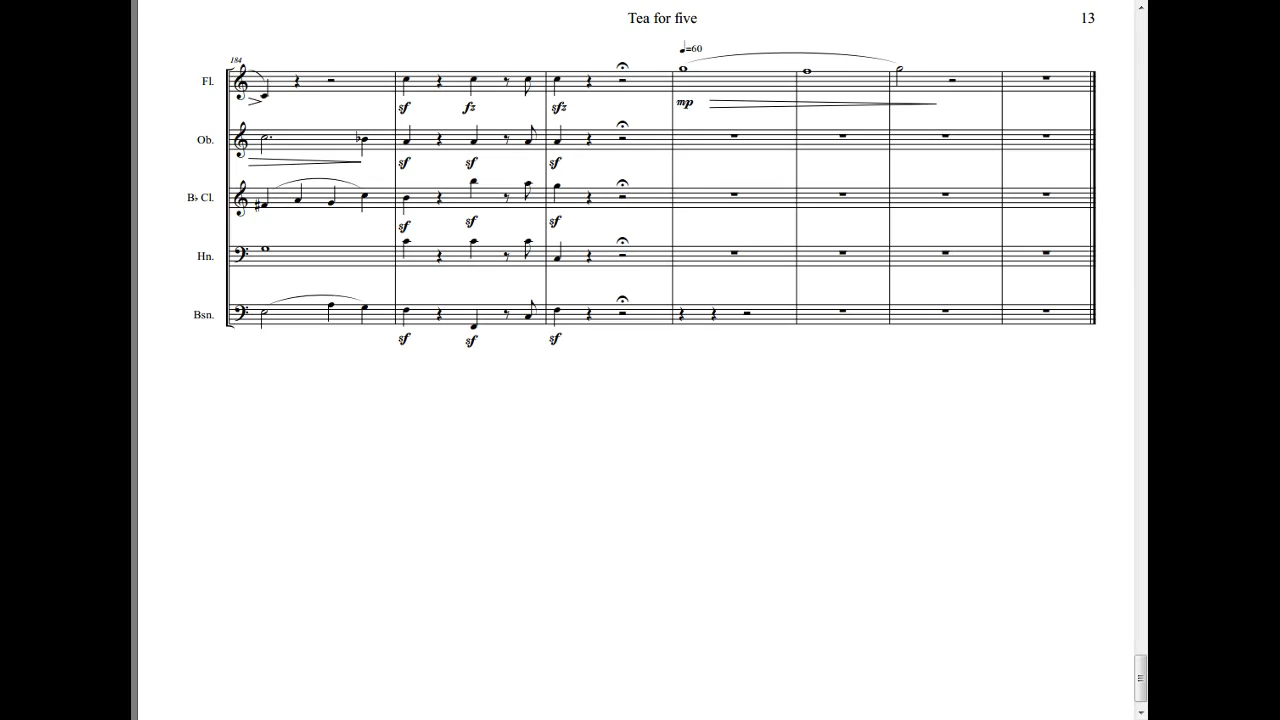 Tea for five
13
♩=60
184
Fl.
sf fz sfz mp
Ob.
sf sf sf
B♭ Cl.
sf sf sf
Hn.
Bsn.
sf sf sf